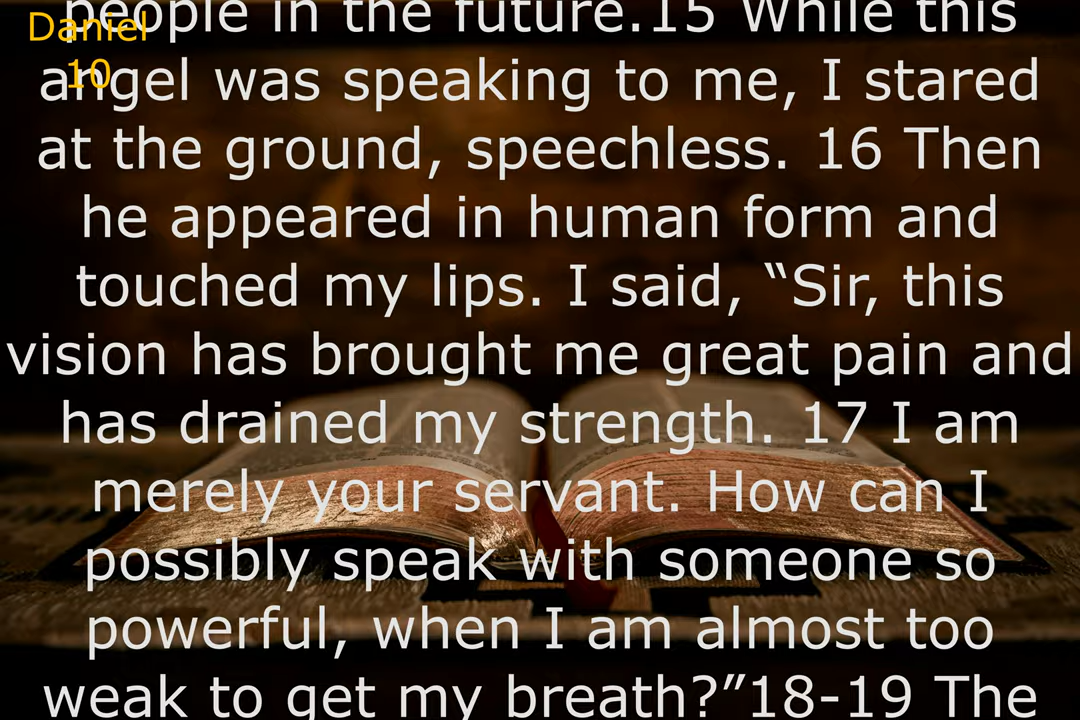 people in the future.15 While this
Daniel
10
angel was speaking to me, I stared
at the ground, speechless. 16 Then
he appeared in human form and
touched my lips. I said, “Sir, this
vision has brought me great pain and
has drained my strength. 17 I am
merely your servant. How can I
possibly speak with someone so
powerful, when I am almost too
weak to get my breath?”18-19 The